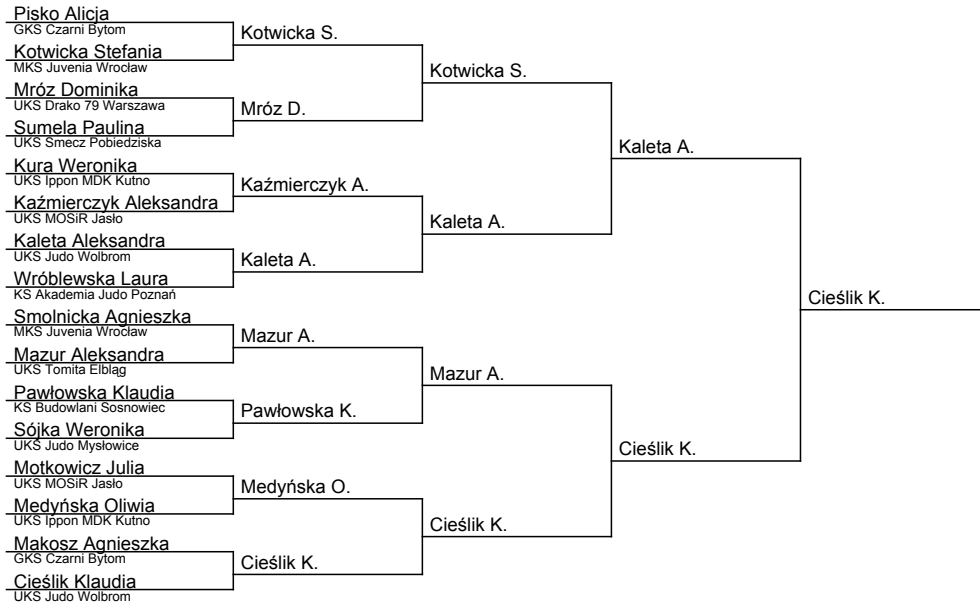 Pisko Alicja
GKS Czarni Bytom
Kotwicka Stefania
MKS Juvenia Wrocław
Mróz Dominika
UKS Drako 79 Warszawa
Sumela Paulina
UKS Smecz Pobiedziska
Kura Weronika
UKS Ippon MDK Kutno
Kaźmierczyk Aleksandra
UKS MOSiR Jasło
Kaleta Aleksandra
UKS Judo Wolbrom
Wróblewska Laura
KS Akademia Judo Poznań
Smolnicka Agnieszka
MKS Juvenia Wrocław
Mazur Aleksandra
UKS Tomita Elbląg
Pawłowska Klaudia
KS Budowlani Sosnowiec
Sójka Weronika
UKS Judo Mysłowice
Motkowicz Julia
UKS MOSiR Jasło
Medyńska Oliwia
UKS Ippon MDK Kutno
Makosz Agnieszka
GKS Czarni Bytom
Cieślik Klaudia
UKS Judo Wolbrom
Kotwicka S.
Mróz D.
Kaźmierczyk A.
Kaleta A.
Mazur A.
Pawłowska K.
Medyńska O.
Cieślik K.
Kotwicka S.
Kaleta A.
Mazur A.
Cieślik K.
Kaleta A.
Cieślik K.
Cieślik K.